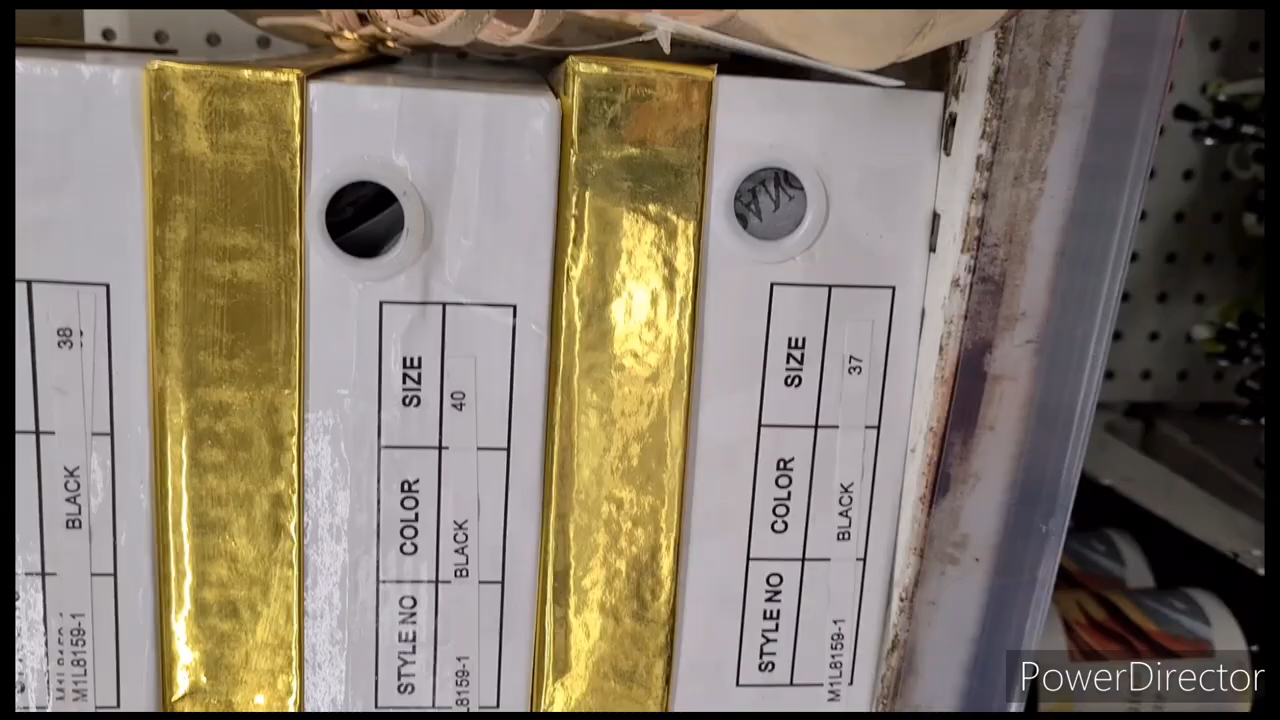 38
BLACK
M1L8159-1
SIZE
COLOR
STYLE NO
40
BLACK
L8159-1
SIZE
COLOR
STYLE NO
37
BLACK
M1L8159-1
PowerDirector